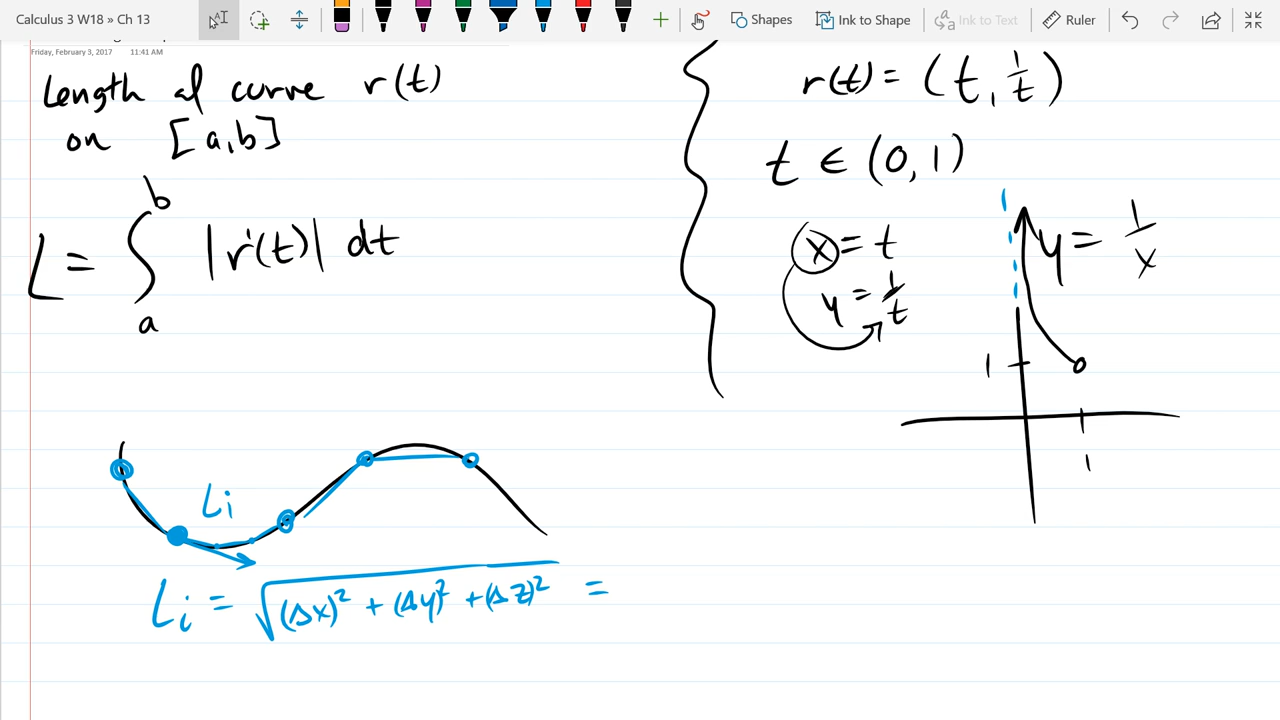 Calculus 3 W18 » Ch 13
Shapes
Ink to Shape
Ink to Text
Ruler
Friday, February 3, 2017 11:41 AM
Length of curve r(t)
on [a,b]
L = ∫_a^b |r'(t)| dt
Li
Li = √((Δx)² + (Δy)² + (Δz)²) =
r(t) = (t, 1/t)
t ∈ (0, 1)
x = t
y = 1/t
y = 1/x
1
1